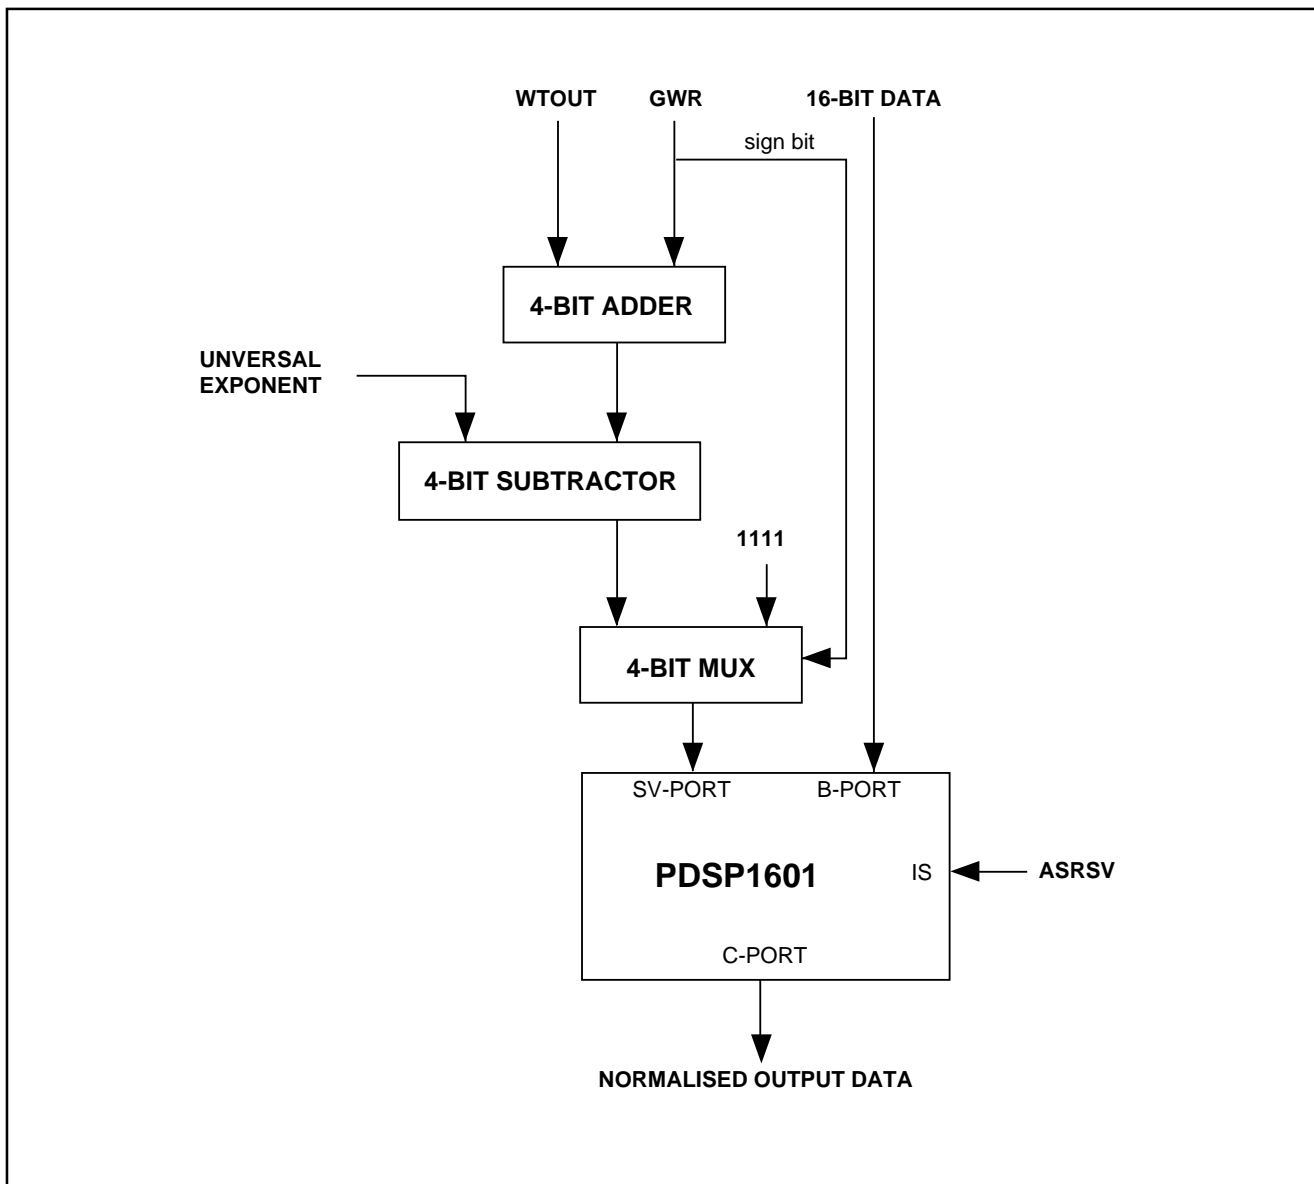 WTOUT GWR 16-BIT DATA
sign bit
4-BIT ADDER
UNVERSAL
EXPONENT
4-BIT SUBTRACTOR
1111
4-BIT MUX
SV-PORT B-PORT
PDSP1601 IS ASRSV
C-PORT
NORMALISED OUTPUT DATA